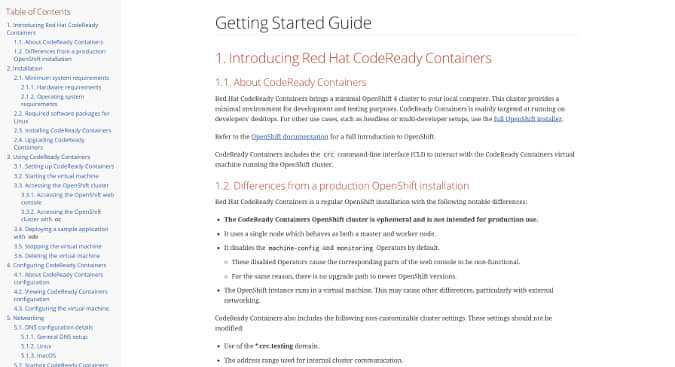 Table of Contents
1. Introducing Red Hat CodeReady
Containers
1.1. About CodeReady Containers
1.2. Differences from a production
OpenShift installation
2. Installation
2.1. Minimum system requirements
2.1.1. Hardware requirements
2.1.2. Operating system
requirements
2.2. Required software packages for
Linux
2.3. Installing CodeReady Containers
2.4. Upgrading CodeReady
Containers
3. Using CodeReady Containers
3.1. Setting up CodeReady Containers
3.2. Starting the virtual machine
3.3. Accessing the OpenShift cluster
3.3.1. Accessing the OpenShift web
console
3.3.2. Accessing the OpenShift
cluster with oc
3.4. Deploying a sample application
with odo
3.5. Stopping the virtual machine
3.6. Deleting the virtual machine
4. Configuring CodeReady Containers
4.1. About CodeReady Containers
configuration
4.2. Viewing CodeReady Containers
configuration
4.3. Configuring the virtual machine
5. Networking
5.1. DNS configuration details
5.1.1. General DNS setup
5.1.2. Linux
5.1.3. macOS
5.2. Starting CodeReady Containers
Getting Started Guide
1. Introducing Red Hat CodeReady Containers
1.1. About CodeReady Containers
Red Hat CodeReady Containers brings a minimal OpenShift 4 cluster to your local computer. This cluster provides a
minimal environment for development and testing purposes. CodeReady Containers is mainly targeted at running on
developers' desktops. For other use cases, such as headless or multi-developer setups, use the full OpenShift installer.
Refer to the OpenShift documentation for a full introduction to OpenShift.
CodeReady Containers includes the crc command-line interface (CLI) to interact with the CodeReady Containers virtual
machine running the OpenShift cluster.
1.2. Differences from a production OpenShift installation
Red Hat CodeReady Containers is a regular OpenShift installation with the following notable differences:
• The CodeReady Containers OpenShift cluster is ephemeral and is not intended for production use.
• It uses a single node which behaves as both a master and worker node.
• It disables the machine-config and monitoring Operators by default.
◦ These disabled Operators cause the corresponding parts of the web console to be non-functional.
◦ For the same reason, there is no upgrade path to newer OpenShift versions.
• The OpenShift instance runs in a virtual machine. This may cause other differences, particularly with external
networking.
CodeReady Containers also includes the following non-customizable cluster settings. These settings should not be
modified:
• Use of the *.crc.testing domain.
• The address range used for internal cluster communication.